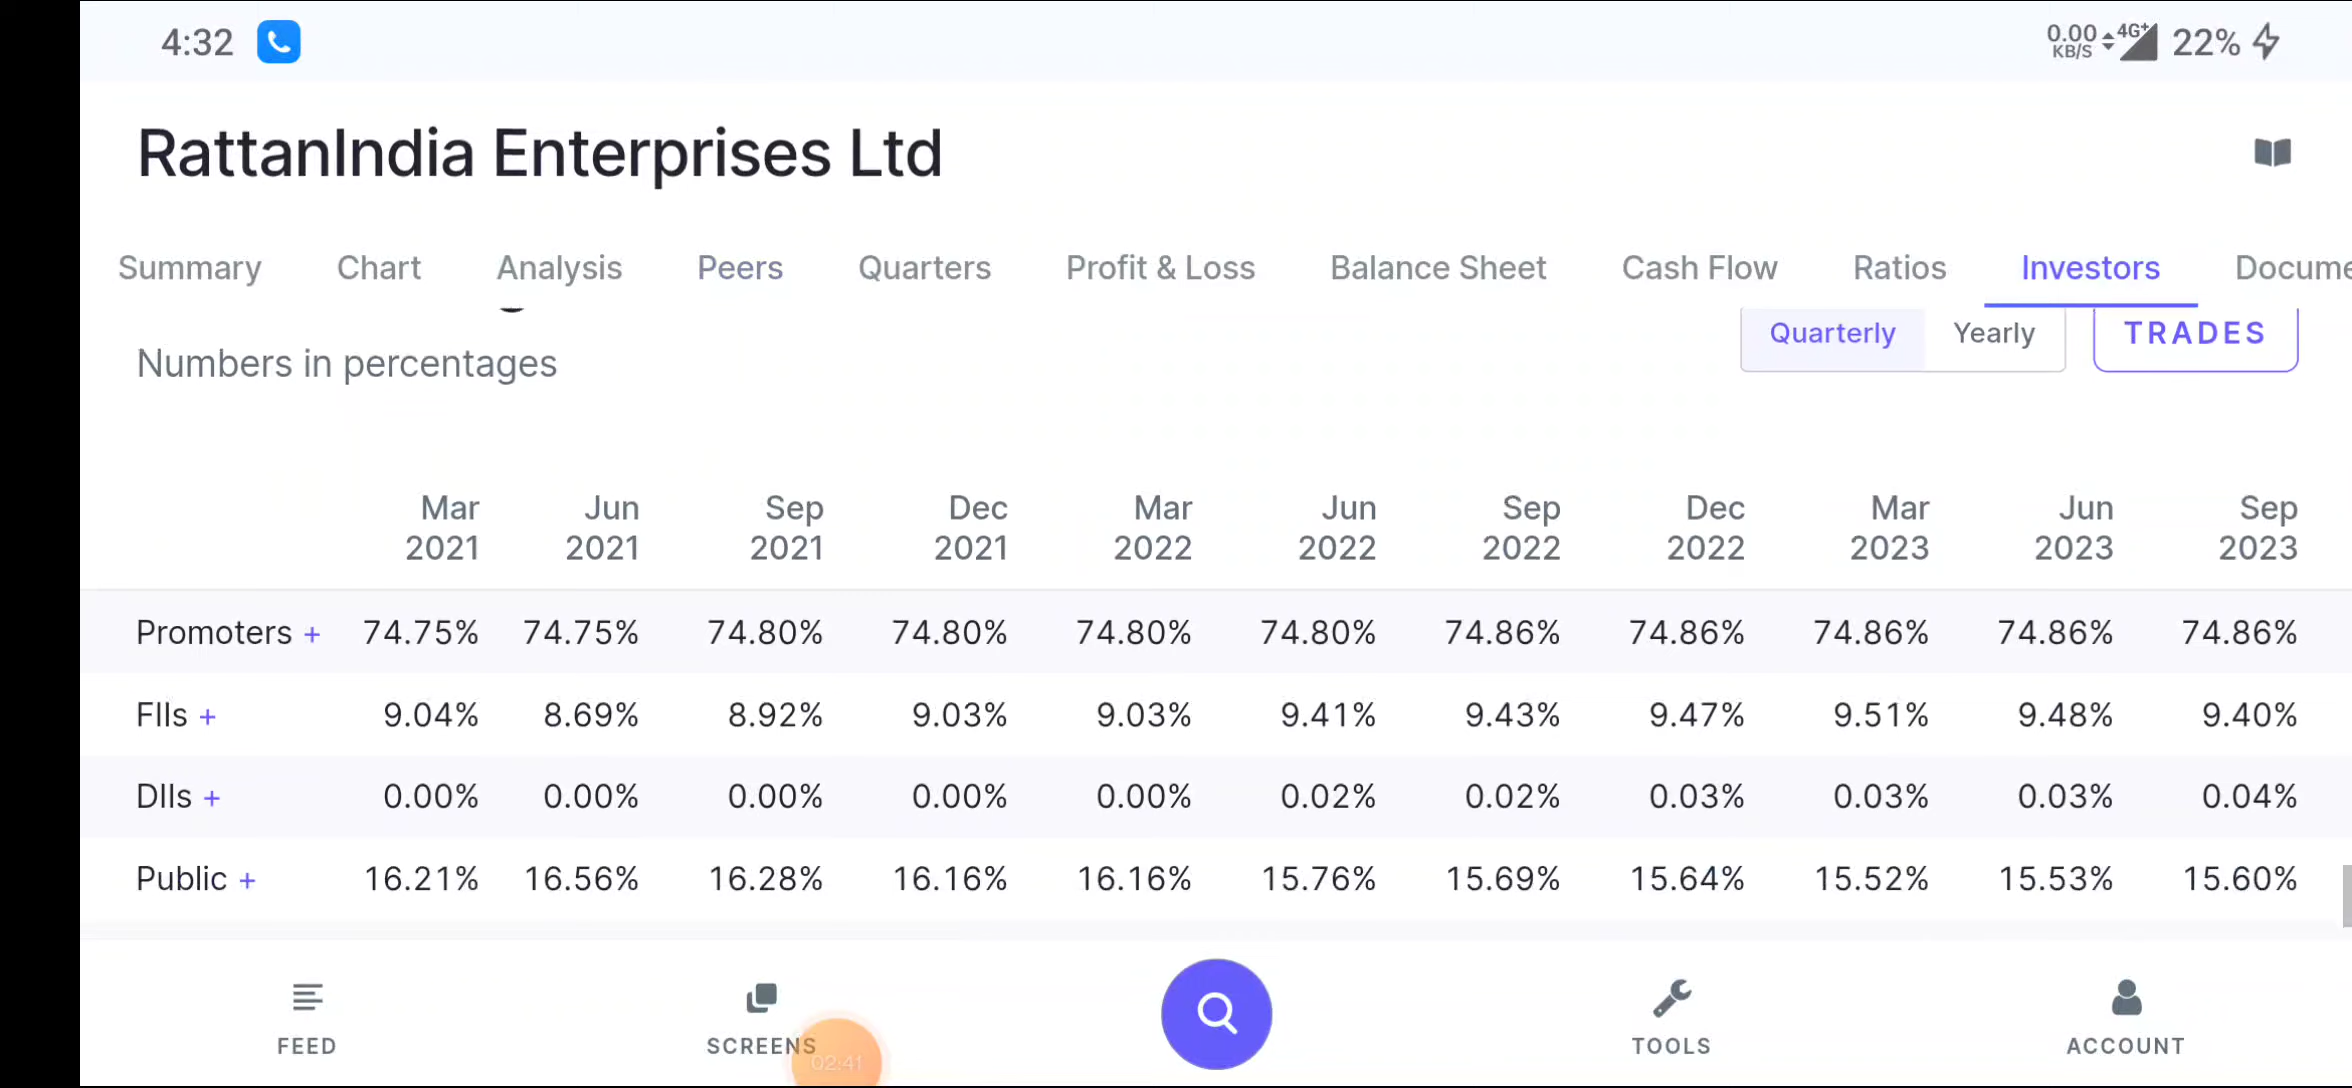 4:32 0.00 KB/S 4G+ 22%
RattanIndia Enterprises Ltd
Summary Chart Analysis Peers Quarters Profit & Loss Balance Sheet Cash Flow Ratios Investors Docume
Numbers in percentages Quarterly Yearly TRADES
Mar 2021 Jun 2021 Sep 2021 Dec 2021 Mar 2022 Jun 2022 Sep 2022 Dec 2022 Mar 2023 Jun 2023 Sep 2023
Promoters + 74.75% 74.75% 74.80% 74.80% 74.80% 74.80% 74.86% 74.86% 74.86% 74.86% 74.86%
FIIs + 9.04% 8.69% 8.92% 9.03% 9.03% 9.41% 9.43% 9.47% 9.51% 9.48% 9.40%
DIIs + 0.00% 0.00% 0.00% 0.00% 0.00% 0.02% 0.02% 0.03% 0.03% 0.03% 0.04%
Public + 16.21% 16.56% 16.28% 16.16% 16.16% 15.76% 15.69% 15.64% 15.52% 15.53% 15.60%
FEED SCREENS TOOLS ACCOUNT
02:41